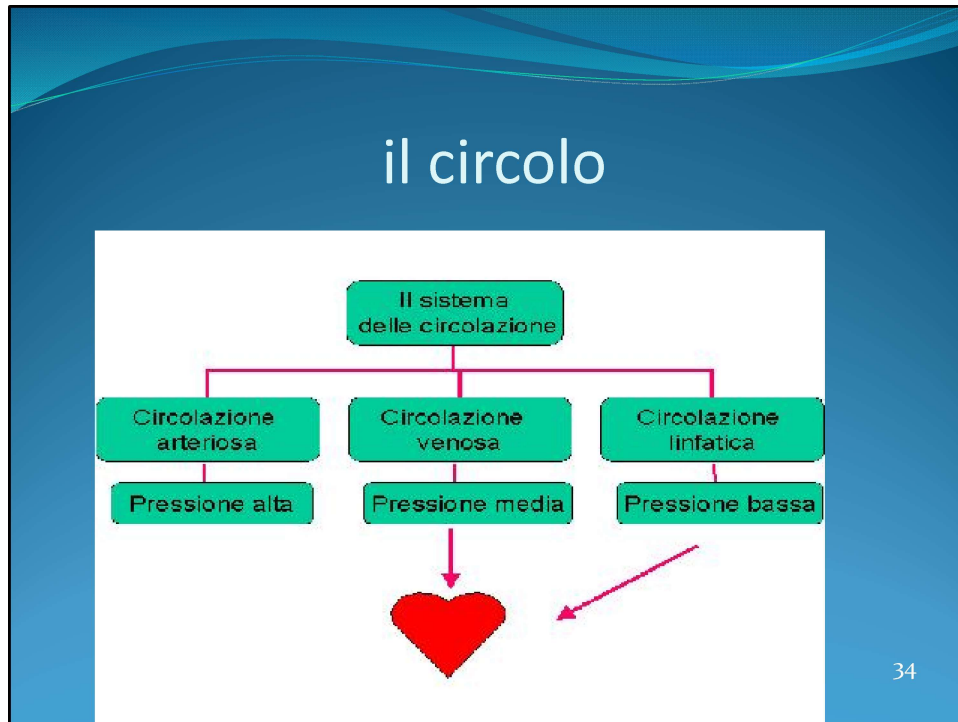 il circolo
Il sistema
delle circolazione
Circolazione
arteriosa
Circolazione
venosa
Circolazione
linfatica
Pressione alta
Pressione media
Pressione bassa
34